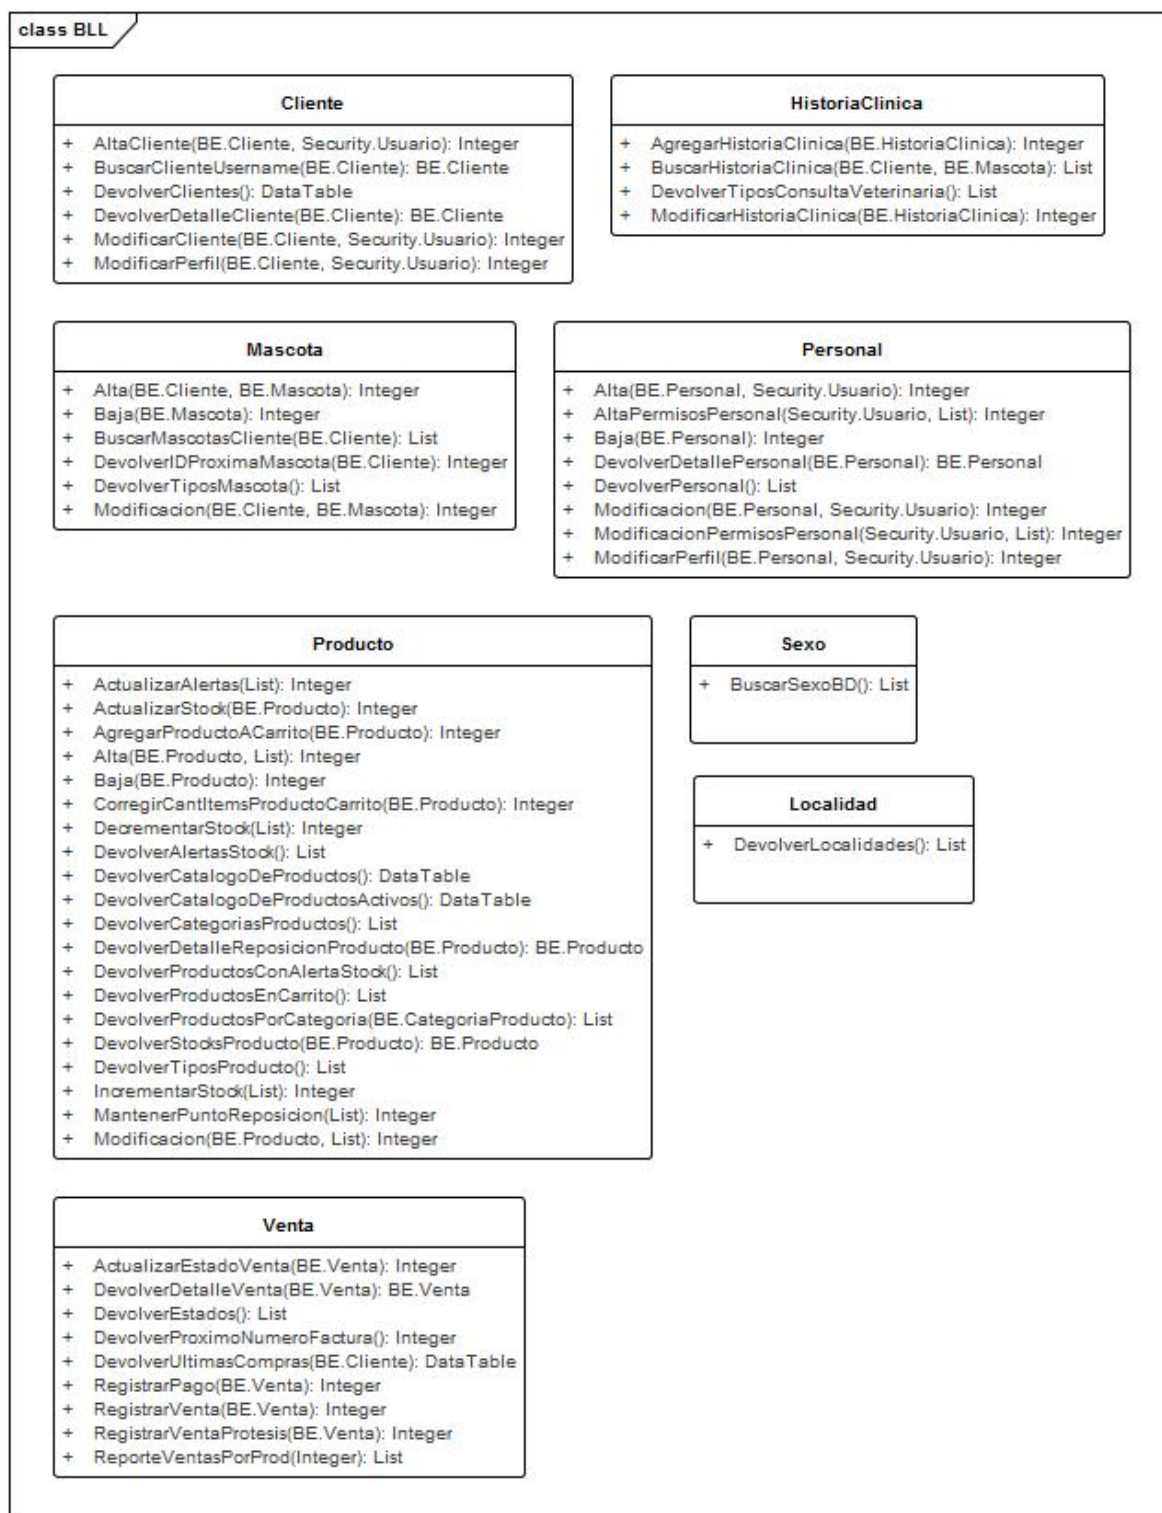 class BLL
Cliente
+ AltaCliente(BE.Cliente, Security.Usuario): Integer
+ BuscarClienteUsername(BE.Cliente): BE.Cliente
+ DevolverClientes(): DataTable
+ DevolverDetalleCliente(BE.Cliente): BE.Cliente
+ ModificarCliente(BE.Cliente, Security.Usuario): Integer
+ ModificarPerfil(BE.Cliente, Security.Usuario): Integer
HistoriaClinica
+ AgregarHistoriaClinica(BE.HistoriaClinica): Integer
+ BuscarHistoriaClinica(BE.Cliente, BE.Mascota): List
+ DevolverTiposConsultaVeterinaria(): List
+ ModificarHistoriaClinica(BE.HistoriaClinica): Integer
Mascota
+ Alta(BE.Cliente, BE.Mascota): Integer
+ Baja(BE.Mascota): Integer
+ BuscarMascotasCliente(BE.Cliente): List
+ DevolverIDProximaMascota(BE.Cliente): Integer
+ DevolverTiposMascota(): List
+ Modificacion(BE.Cliente, BE.Mascota): Integer
Personal
+ Alta(BE.Personal, Security.Usuario): Integer
+ AltaPermisosPersonal(Security.Usuario, List): Integer
+ Baja(BE.Personal): Integer
+ DevolverDetallePersonal(BE.Personal): BE.Personal
+ DevolverPersonal(): List
+ Modificacion(BE.Personal, Security.Usuario): Integer
+ ModificacionPermisosPersonal(Security.Usuario, List): Integer
+ ModificarPerfil(BE.Personal, Security.Usuario): Integer
Producto
+ ActualizarAlertas(List): Integer
+ ActualizarStock(BE.Producto): Integer
+ AgregarProductoACarrito(BE.Producto): Integer
+ Alta(BE.Producto, List): Integer
+ Baja(BE.Producto): Integer
+ CorregirCantItemsProductoCarrito(BE.Producto): Integer
+ DecrementarStock(List): Integer
+ DevolverAlertasStock(): List
+ DevolverCatalogoDeProductos(): DataTable
+ DevolverCatalogoDeProductosActivos(): DataTable
+ DevolverCategoriasProductos(): List
+ DevolverDetalleReposicionProducto(BE.Producto): BE.Producto
+ DevolverProductosConAlertaStock(): List
+ DevolverProductosEnCarrito(): List
+ DevolverProductosPorCategoria(BE.CategoriaProducto): List
+ DevolverStocksProducto(BE.Producto): BE.Producto
+ DevolverTiposProducto(): List
+ IncrementarStock(List): Integer
+ MantenerPuntoReposicion(List): Integer
+ Modificacion(BE.Producto, List): Integer
Sexo
+ BuscarSexoBD(): List
Localidad
+ DevolverLocalidades(): List
Venta
+ ActualizarEstadoVenta(BE.Venta): Integer
+ DevolverDetalleVenta(BE.Venta): BE.Venta
+ DevolverEstados(): List
+ DevolverProximoNumeroFactura(): Integer
+ DevolverUltimasCompras(BE.Cliente): DataTable
+ RegistrarPago(BE.Venta): Integer
+ RegistrarVenta(BE.Venta): Integer
+ RegistrarVentaProtesis(BE.Venta): Integer
+ ReporteVentasPorProd(Integer): List